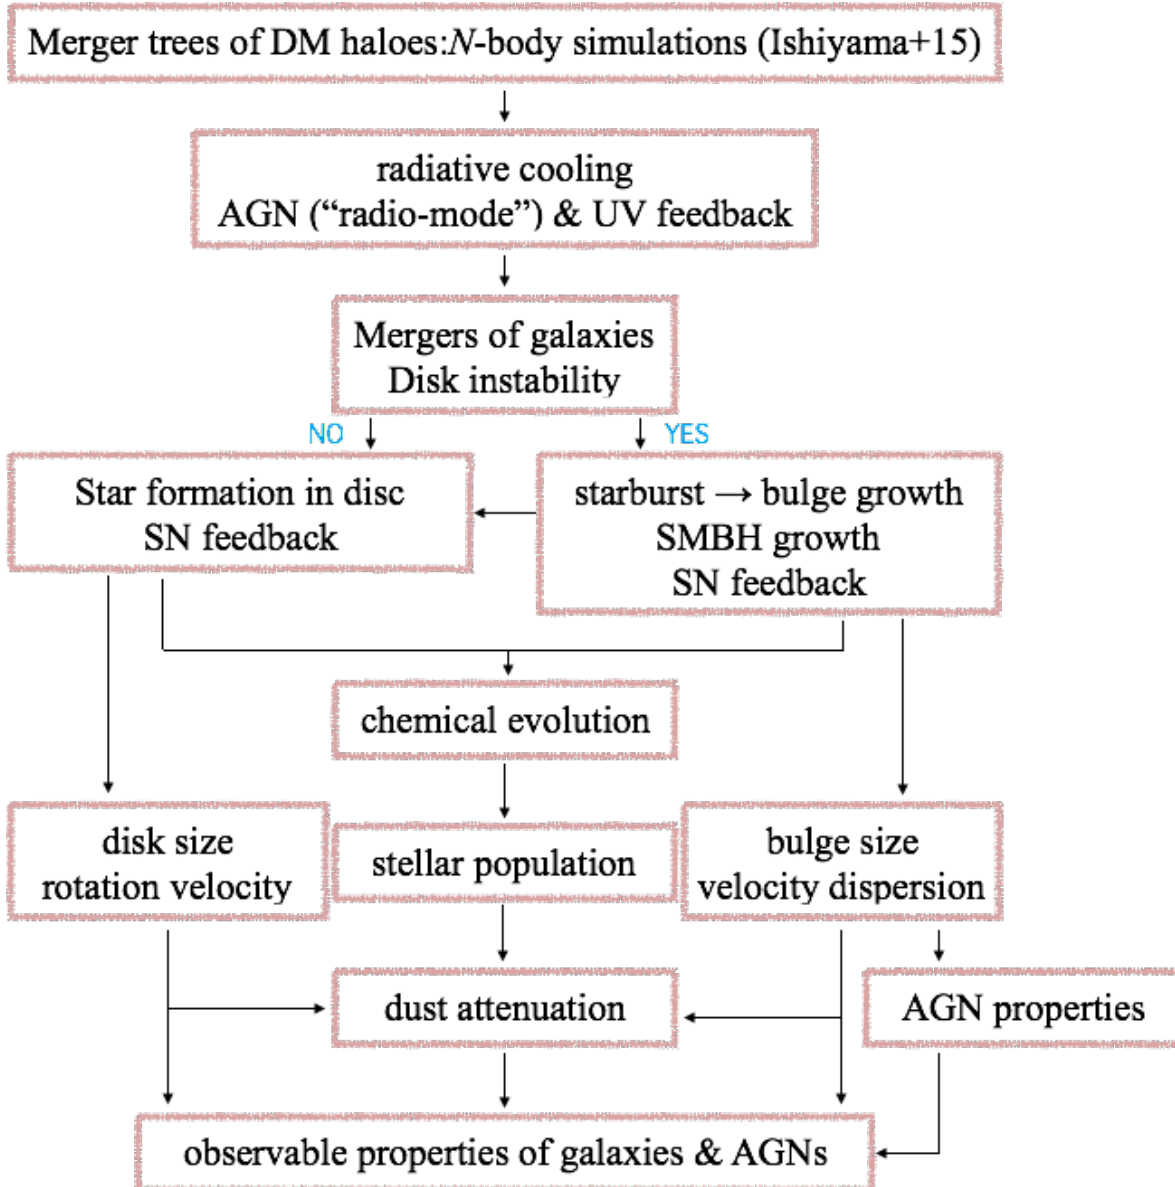 Merger trees of DM haloes:N-body simulations (Ishiyama+15)
radiative cooling
AGN (“radio-mode”) & UV feedback
Mergers of galaxies
Disk instability
NO
YES
Star formation in disc
SN feedback
starburst → bulge growth
SMBH growth
SN feedback
chemical evolution
disk size
rotation velocity
stellar population
bulge size
velocity dispersion
dust attenuation
AGN properties
observable properties of galaxies & AGNs